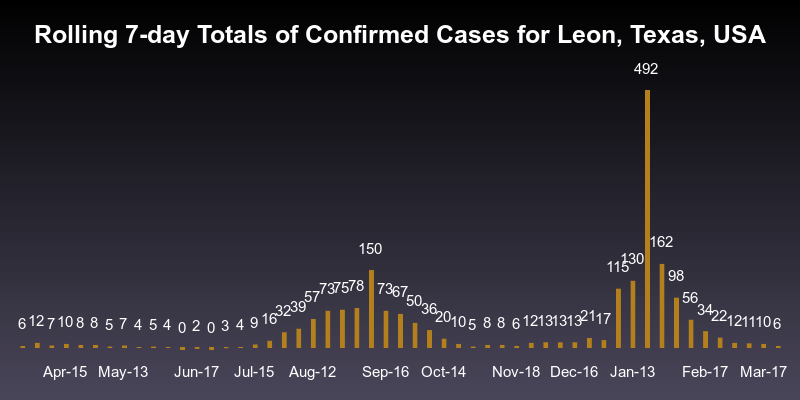 Rolling 7-day Totals of Confirmed Cases for Leon, Texas, USA
492
150
6 12 7 10 8 8 5 7 4 5 4 0 2 0 3 4 9 16 32 39 57 73 75 78 73 67 50 36 20 10 5 8 8 6 12 13 13 13 21 17 115 130 162 98 56 34 22 12 11 10 6
Apr-15 May-13 Jun-17 Jul-15 Aug-12 Sep-16 Oct-14 Nov-18 Dec-16 Jan-13 Feb-17 Mar-17